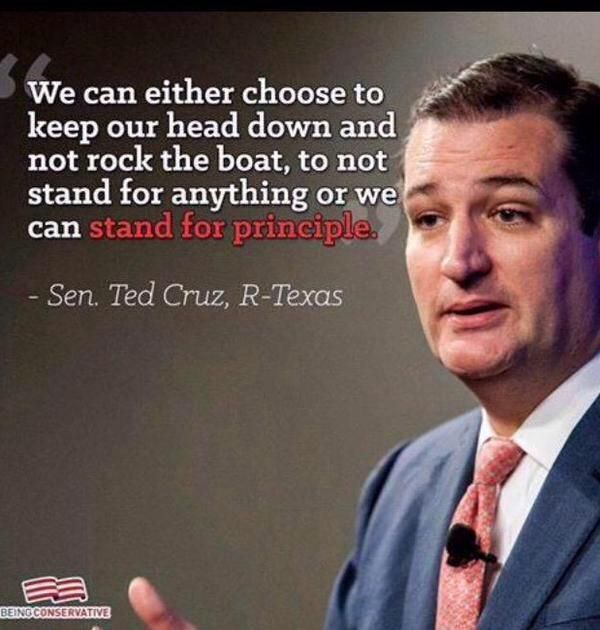 We can either choose to
keep our head down and
not rock the boat, to not
stand for anything or we
can stand for principle.
- Sen. Ted Cruz, R-Texas
BEING CONSERVATIVE